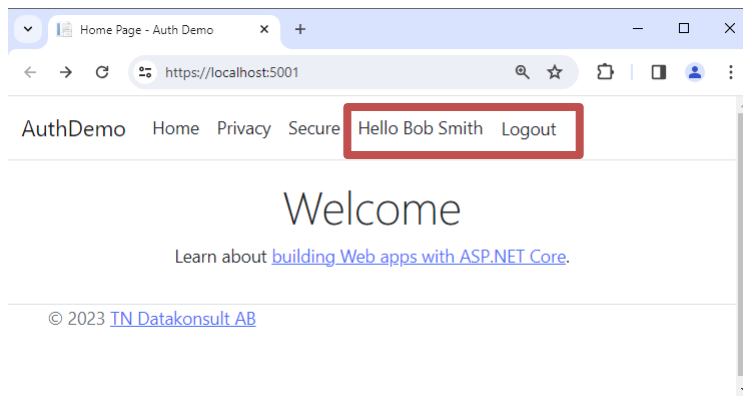 Home Page - Auth Demo
https://localhost:5001
AuthDemo Home Privacy Secure Hello Bob Smith Logout
Welcome
Learn about building Web apps with ASP.NET Core.
© 2023 TN Datakonsult AB